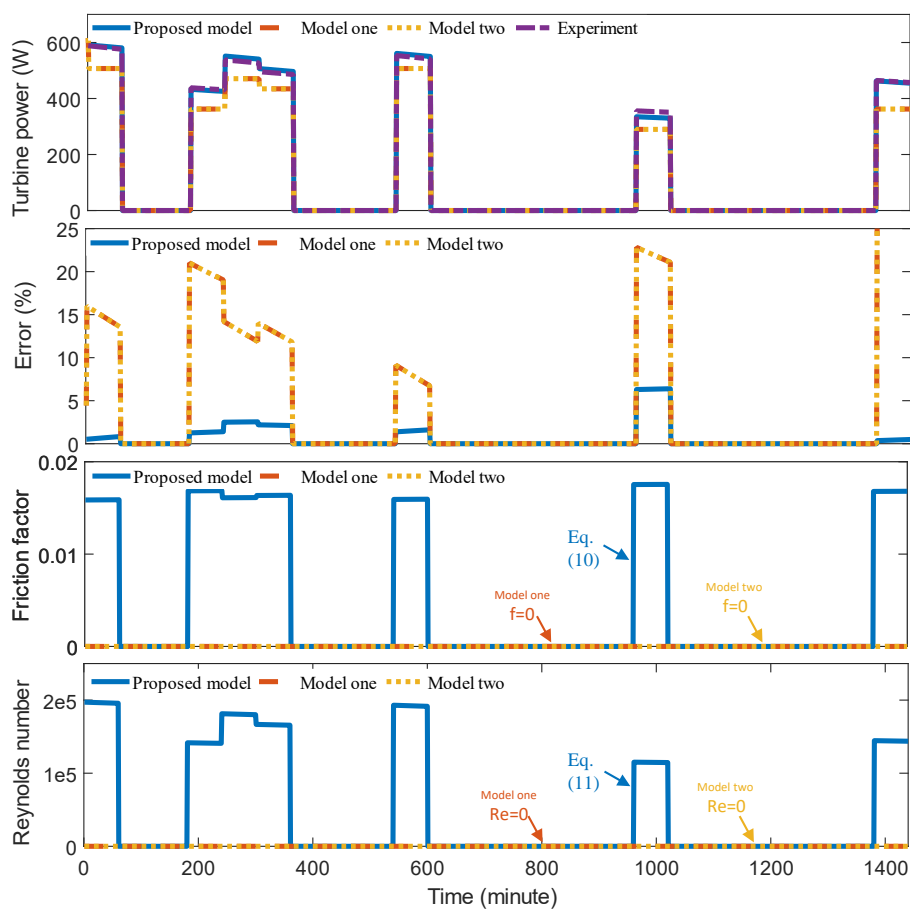 Proposed model Model one Model two Experiment
600
400
200
0
Turbine power (W)
Proposed model Model one Model two
25
20
15
10
5
0
Error (%)
0.02
Proposed model Model one Model two
0.01
0
Friction factor
Eq.
(10)
Model one
f=0
Model two
f=0
Proposed model Model one Model two
2e5
1e5
0
Reynolds number
Eq.
(11)
Model one
Re=0
Model two
Re=0
0 200 400 600 800 1000 1200 1400
Time (minute)